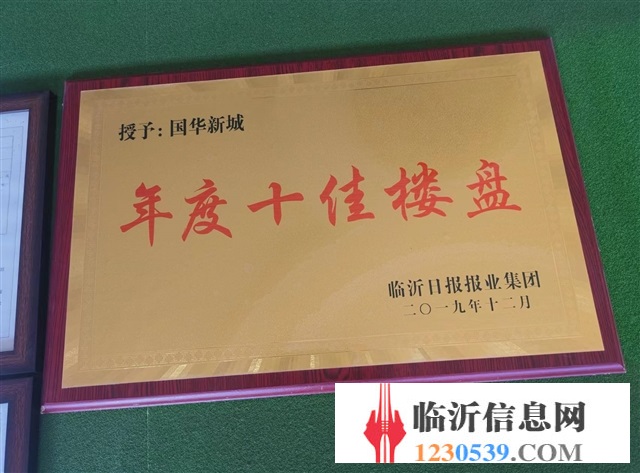 授予：国华新城
年度十佳楼盘
临沂日报报业集团
二〇一九年十二月
临沂信息网
1230539.com